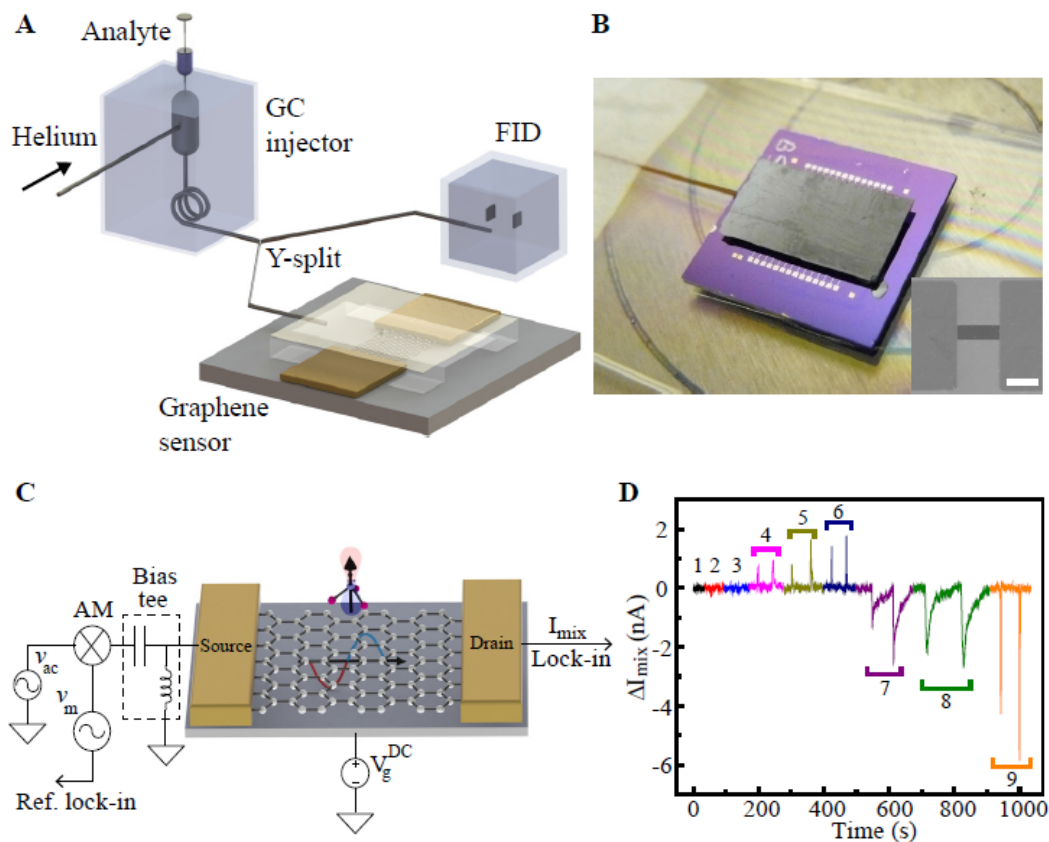 A
Analyte
GC
injector
Helium
FID
Y-split
Graphene
sensor
B
C
Bias
tee
AM
Source
Drain
I_mix
Lock-in
v_ac
v_m
V_g^DC
Ref. lock-in
D
ΔI_mix (nA)
2
0
-2
-4
-6
1 2 3 4 5 6
7
8
9
0 200 400 600 800 1000
Time (s)